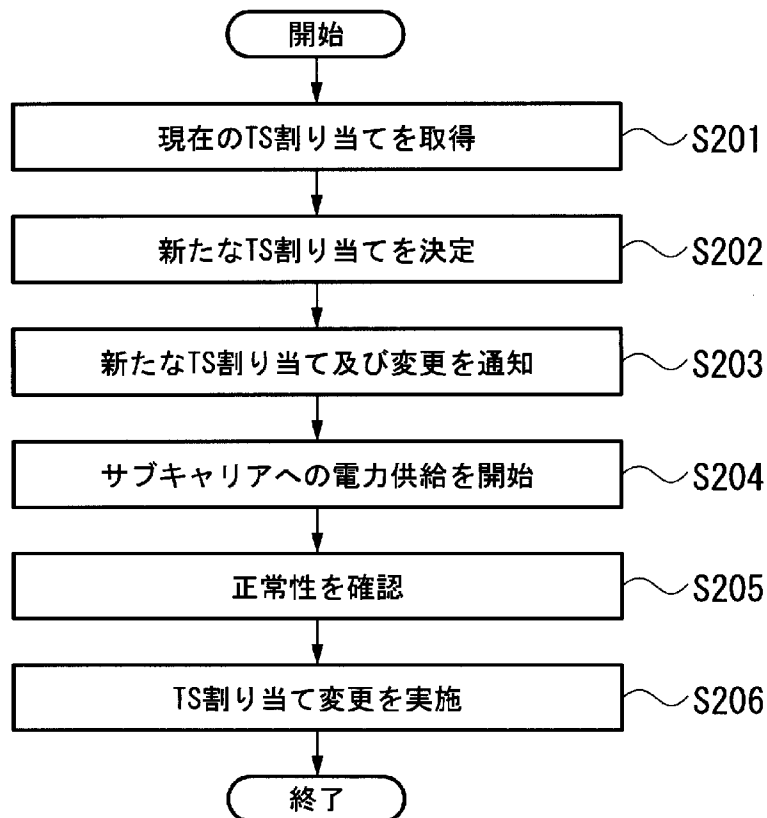 開始
現在のTS割り当てを取得
S201
新たなTS割り当てを決定
S202
新たなTS割り当て及び変更を通知
S203
サブキャリアへの電力供給を開始
S204
正常性を確認
S205
TS割り当て変更を実施
S206
終了